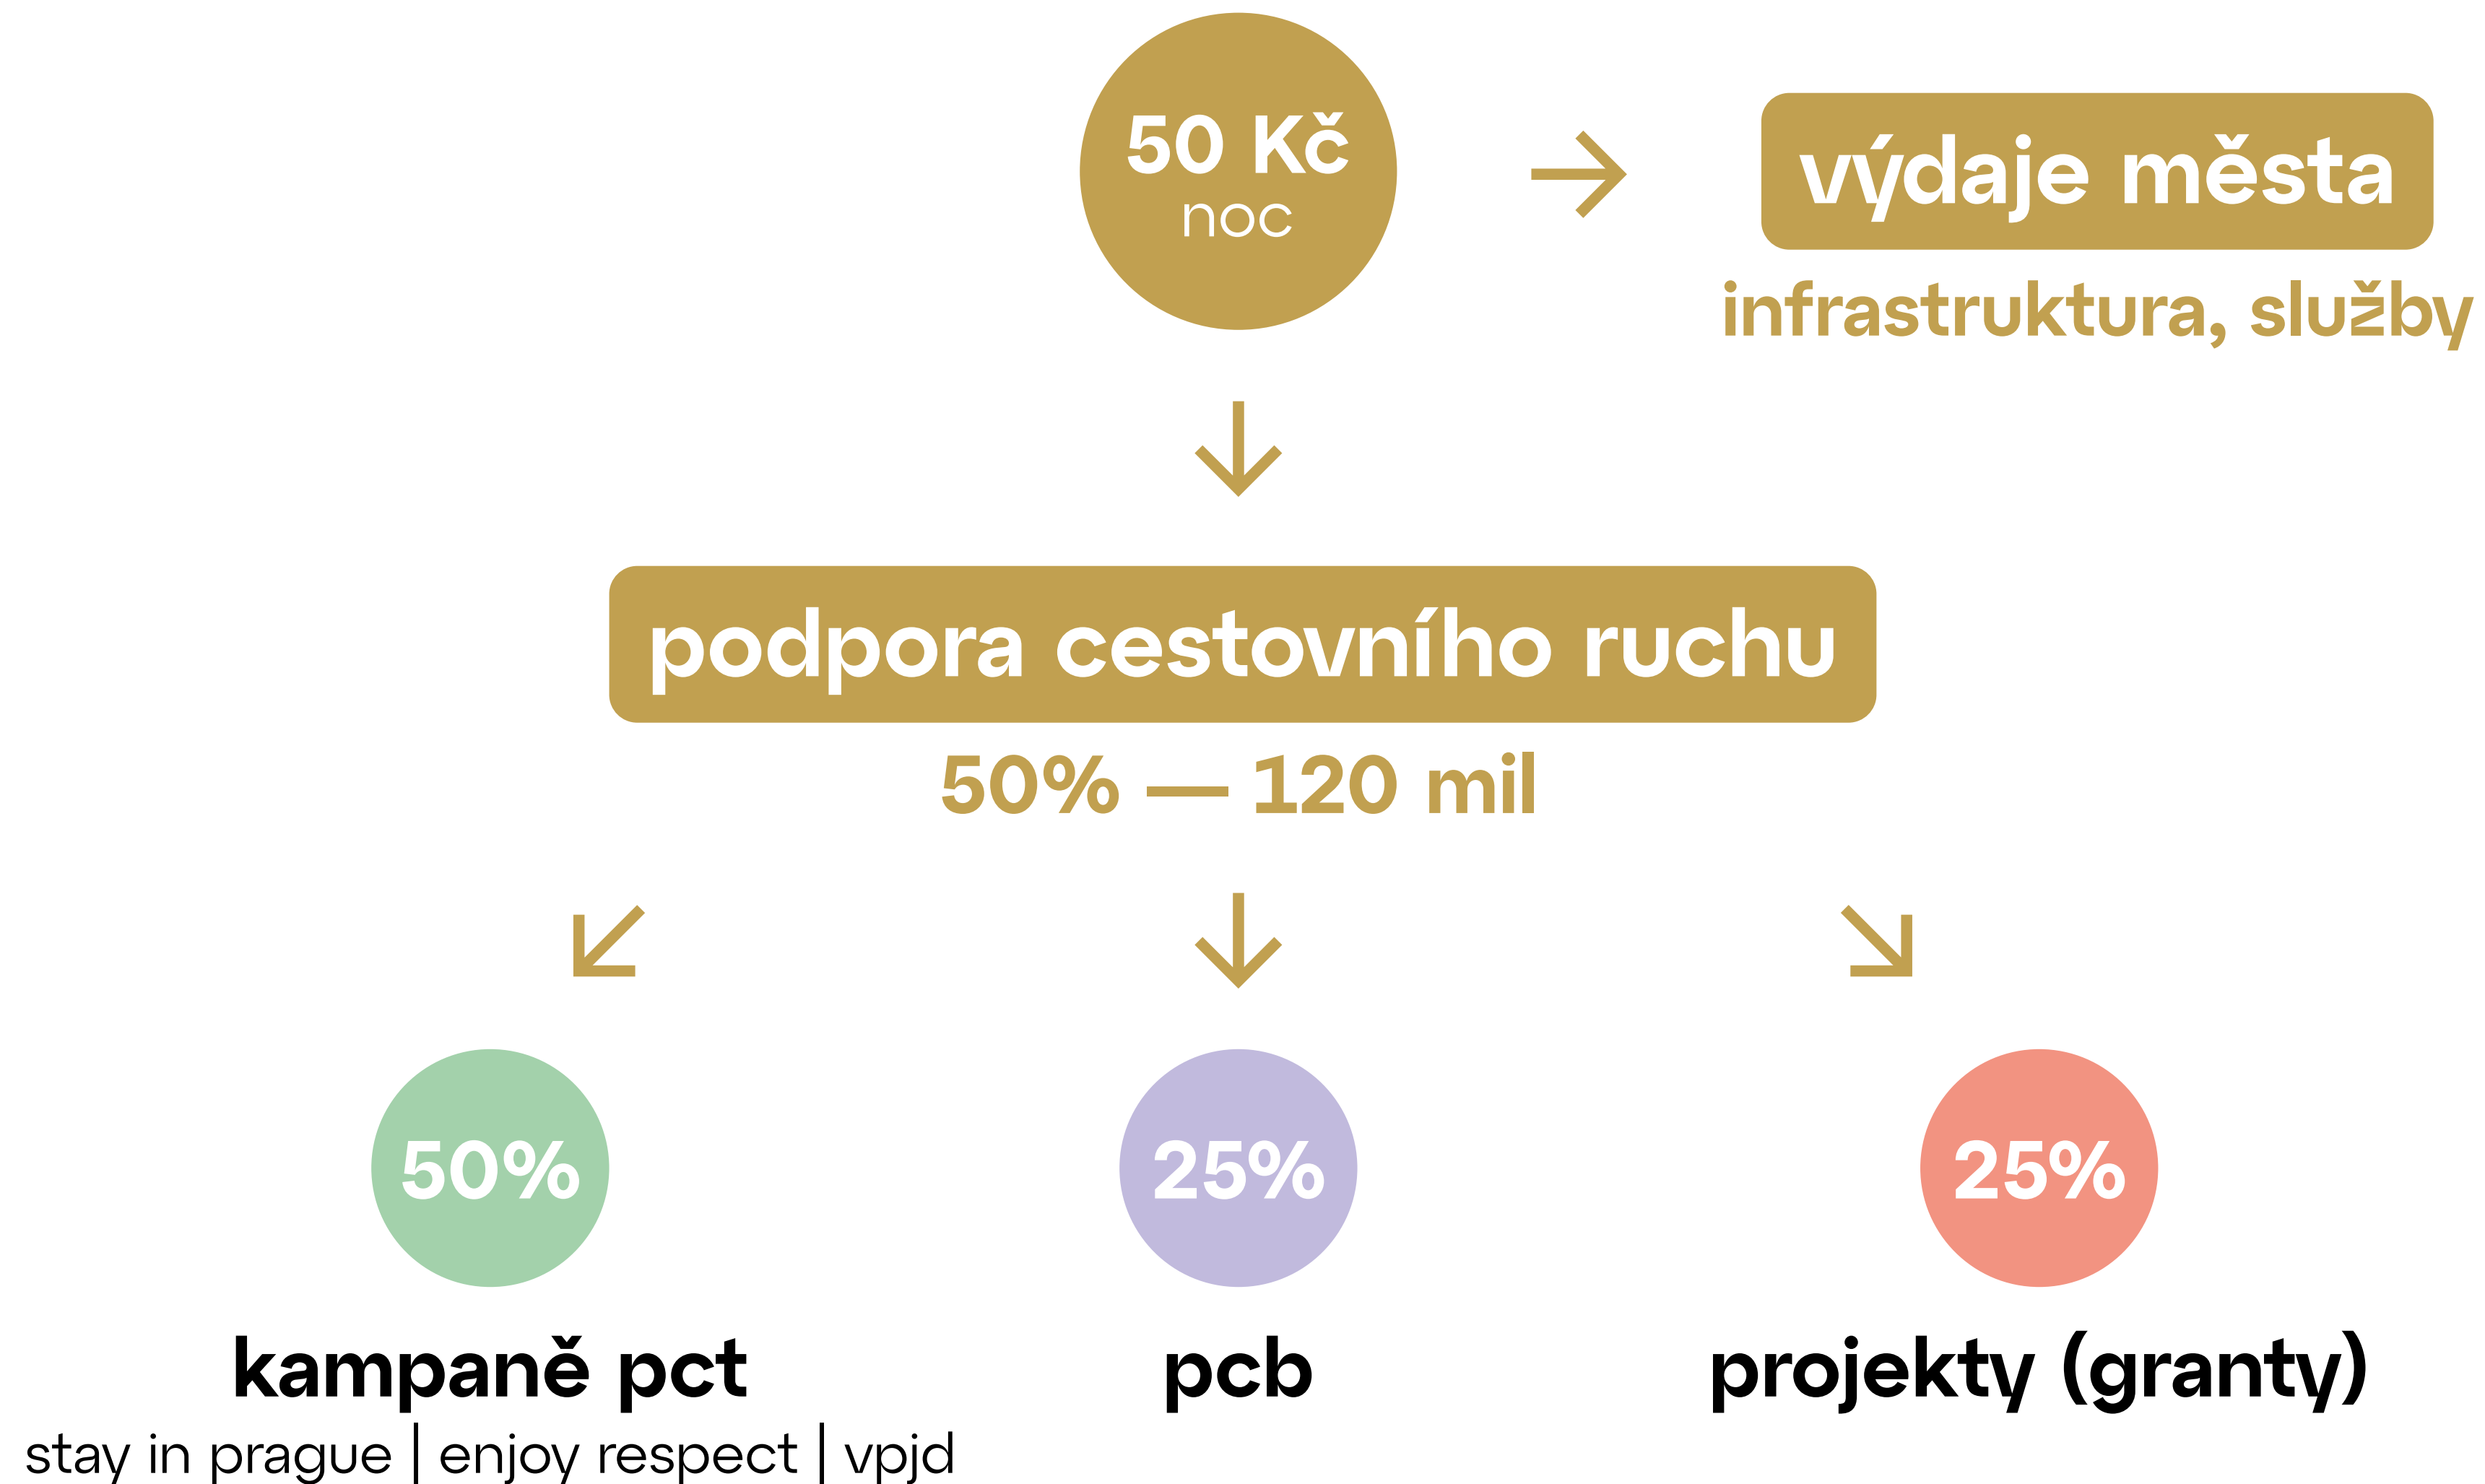 50 Kč
noc
výdaje města
infrastruktura, služby
podpora cestovního ruchu
50% — 120 mil
50%
25%
25%
kampaně pct
pcb
projekty (granty)
stay in prague | enjoy respect | vpjd